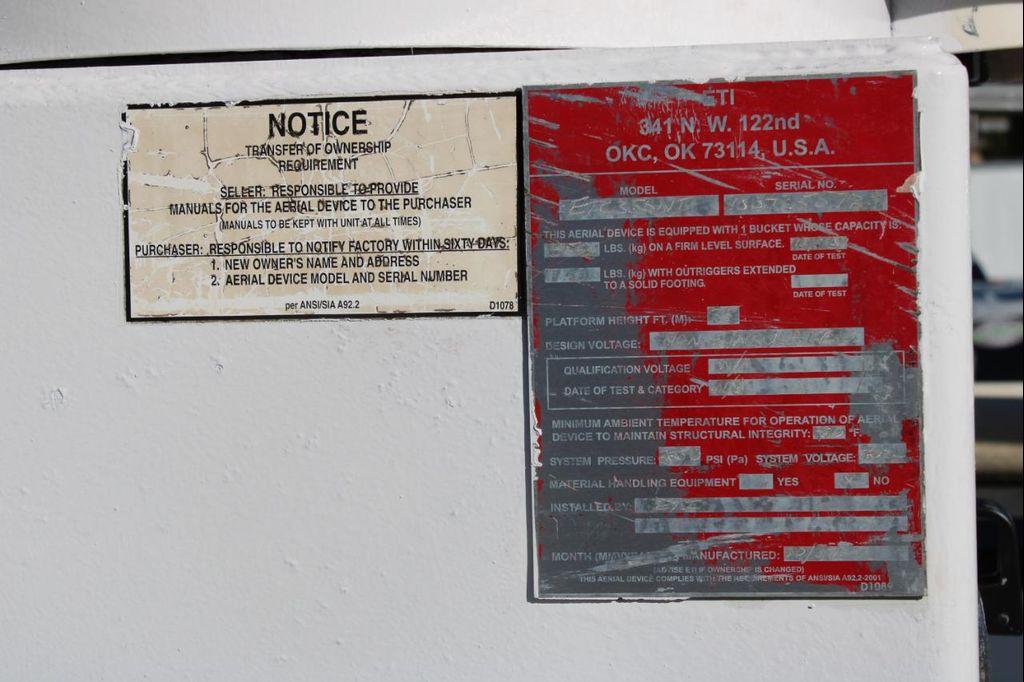 NOTICE
TRANSFER OF OWNERSHIP
REQUIREMENT
SELLER: RESPONSIBLE TO PROVIDE
MANUALS FOR THE AERIAL DEVICE TO THE PURCHASER
(MANUALS TO BE KEPT WITH UNIT AT ALL TIMES)
PURCHASER: RESPONSIBLE TO NOTIFY FACTORY WITHIN SIXTY DAYS:
1. NEW OWNER'S NAME AND ADDRESS
2. AERIAL DEVICE MODEL AND SERIAL NUMBER
per ANSI/SIA A92.2 D1078
ETI
341 N. W. 122nd
OKC, OK 73114, U.S.A.
MODEL SERIAL NO.
THIS AERIAL DEVICE IS EQUIPPED WITH 1 BUCKET WHOSE CAPACITY IS:
LBS. (kg) ON A FIRM LEVEL SURFACE.
DATE OF TEST
LBS. (kg) WITH OUTRIGGERS EXTENDED
TO A SOLID FOOTING.
DATE OF TEST
PLATFORM HEIGHT FT. (M):
DESIGN VOLTAGE:
QUALIFICATION VOLTAGE
DATE OF TEST & CATEGORY
MINIMUM AMBIENT TEMPERATURE FOR OPERATION OF AERIAL
DEVICE TO MAINTAIN STRUCTURAL INTEGRITY: °F
SYSTEM PRESSURE: PSI (Pa) SYSTEM VOLTAGE:
MATERIAL HANDLING EQUIPMENT YES X NO
INSTALLED BY:
MONTH MANUFACTURED:
(ADVISE ETI IF OWNERSHIP IS CHANGED)
THIS AERIAL DEVICE COMPLIES WITH THE REQUIREMENTS OF ANSI/SIA A92.2-2001
D1089